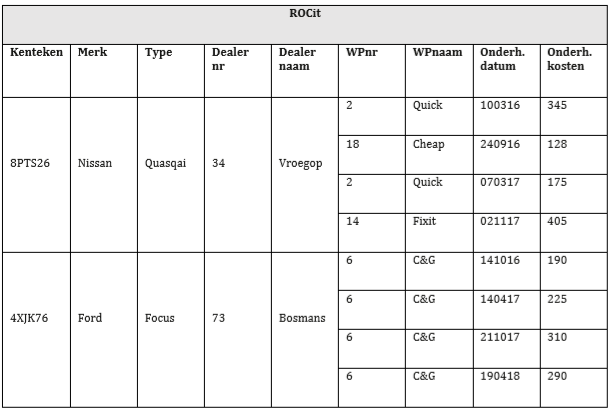 ROCit
Kenteken Merk Type Dealer nr Dealer naam WPnr WPnaam Onderh. datum Onderh. kosten
8PTS26 Nissan Quasqai 34 Vroegop 2 Quick 100316 345
18 Cheap 240916 128
2 Quick 070317 175
14 Fixit 021117 405
4XJK76 Ford Focus 73 Bosmans 6 C&G 141016 190
6 C&G 140417 225
6 C&G 211017 310
6 C&G 190418 290